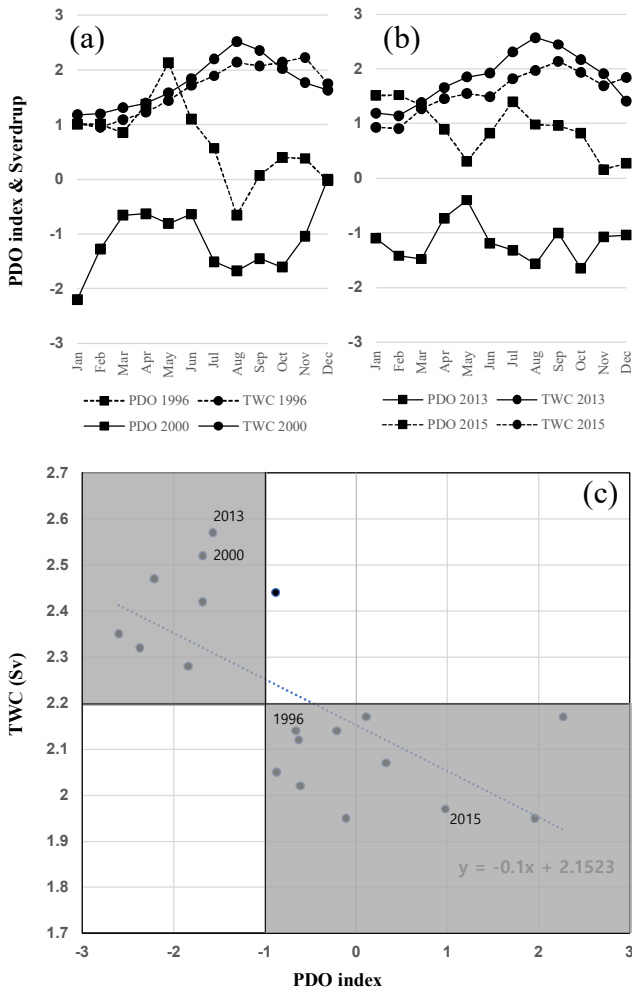 (a)
(b)
PDO index & Sverdrup
3
2
1
0
-1
-2
-3
Jan
Feb
Mar
Apr
May
Jun
Jul
Aug
Sep
Oct
Nov
Dec
3
2
1
0
-1
-2
-3
Jan
Feb
Mar
Apr
May
Jun
Jul
Aug
Sep
Oct
Nov
Dec
PDO 1996 TWC 1996
PDO 2000 TWC 2000
PDO 2013 TWC 2013
PDO 2015 TWC 2015
(c)
TWC (Sv)
2.7
2.6
2.5
2.4
2.3
2.2
2.1
2
1.9
1.8
1.7
2013
2000
1996
2015
y = -0.1x + 2.1523
-3 -2 -1 0 1 2 3
PDO index